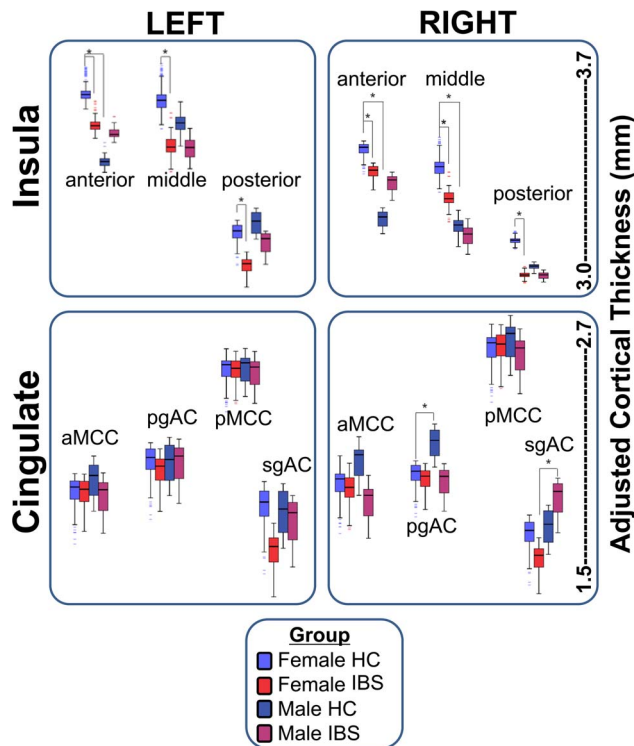 LEFT
RIGHT
Insula
*
*
anterior
middle
*
posterior
anterior
*
*
middle
*
*
posterior
*
3.0----------------3.7
Adjusted Cortical Thickness (mm)
Cingulate
aMCC
pgAC
pMCC
sgAC
aMCC
*
pgAC
pMCC
sgAC
*
1.5----------------2.7
Group
Female HC
Female IBS
Male HC
Male IBS